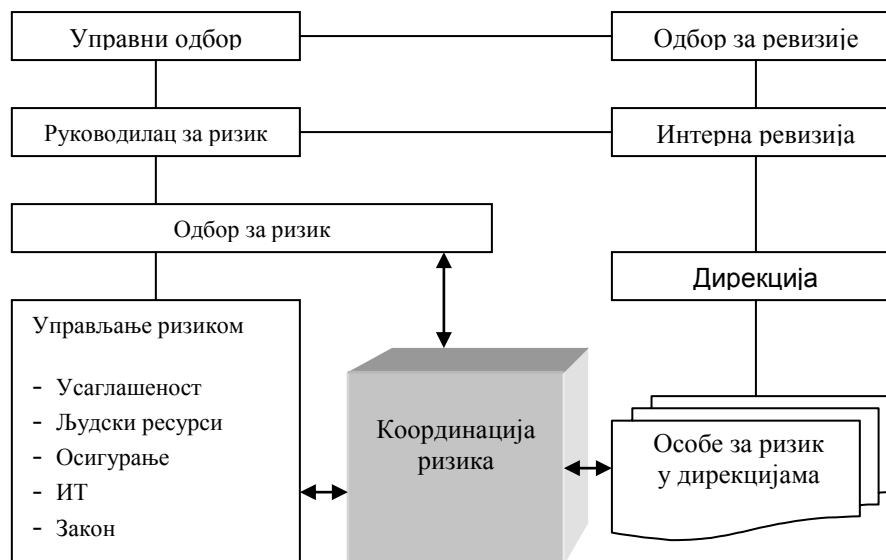 Управни одбор
Одбор за ревизије
Руководилац за ризик
Интерна ревизија
Одбор за ризик
Дирекција
Управљање ризиком
- Усаглашеност
- Људски ресурси
- Осигурање
- ИТ
- Закон
Координација
ризика
Особе за ризик
у дирекцијама